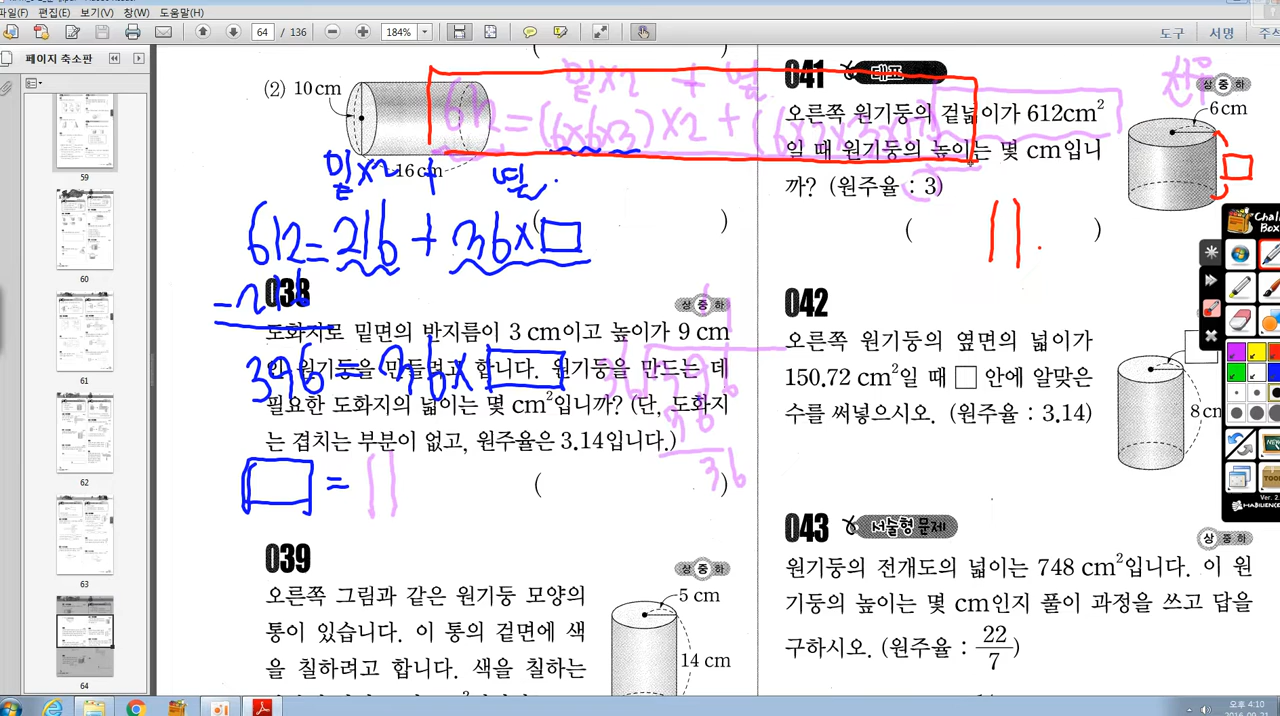 파일(F) 편집(E) 보기(V) 창(W) 도움말(H)
64 / 136 184% 도구 서명
페이지 축소판
59
60
61
62
63
64
(2) 10 cm
16 cm
밑×2 + 옆
= (6×6×3)×2 +
밑×2 + 옆
( )
612=216+36×□
-216
396=36×□
□=11
036
038
상 중 하
도화지로 밑면의 반지름이 3 cm이고 높이가 9 cm
인 원기둥을 만들려고 합니다. 원기둥을 만드는 데
필요한 도화지의 넓이는 몇 cm²입니까? (단, 도화지
는 겹치는 부분이 없고, 원주율은 3.14입니다.)
( )
039
상 중 하
오른쪽 그림과 같은 원기둥 모양의
통이 있습니다. 이 통의 겉면에 색
을 칠하려고 합니다. 색을 칠하는
5 cm
14 cm
041 대표
상 중 하
오른쪽 원기둥의 겉넓이가 612cm²
일 때 원기둥의 높이는 몇 cm입니
까? (원주율 : 3)
6 cm
( 11 )
042
오른쪽 원기둥의 옆면의 넓이가
150.72 cm²일 때 □ 안에 알맞은
수를 써넣으시오. (원주율 : 3.14)
8 cm
043 서술형 문제
상 중 하
원기둥의 전개도의 넓이는 748 cm²입니다. 이 원
기둥의 높이는 몇 cm인지 풀이 과정을 쓰고 답을
구하시오. (원주율 : 22/7)
Ver. 2
HABILIENCE
오후 4:10